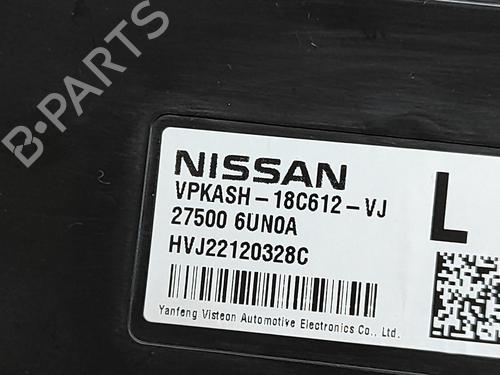 B-PARTS
NISSAN
VPKASH-18C612-VJ
27500 6UN0A
HVJ22120328C
L
Yanfeng Visteon Automotive Electronics Co., Ltd.